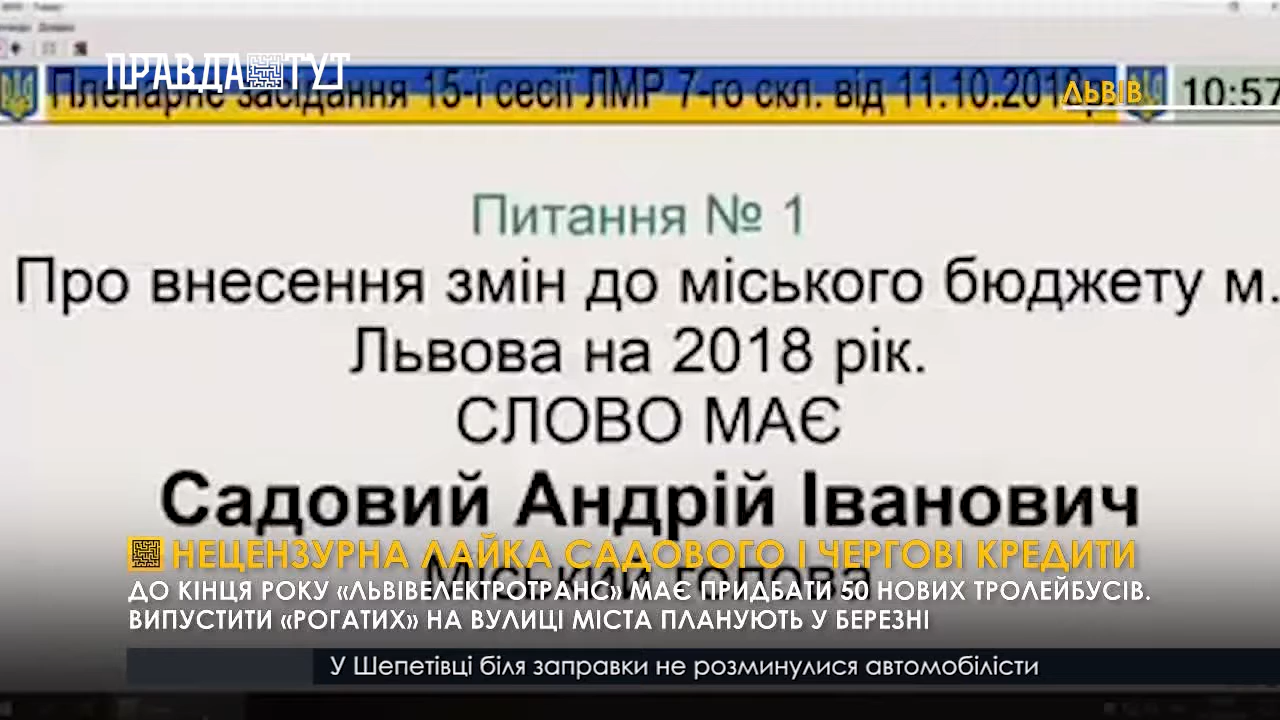 ПРАВДА ТУТ
Пленарне засідання 15-ї сесії ЛМР 7-го скл. від 11.10.2018р
ЛЬВІВ
10:57
Питання № 1
Про внесення змін до міського бюджету м.
Львова на 2018 рік.
СЛОВО МАЄ
Садовий Андрій Іванович
Міський голова
НЕЦЕНЗУРНА ЛАЙКА САДОВОГО І ЧЕРГОВІ КРЕДИТИ
ДО КІНЦЯ РОКУ «ЛЬВІВЕЛЕКТРОТРАНС» МАЄ ПРИДБАТИ 50 НОВИХ ТРОЛЕЙБУСІВ.
ВИПУСТИТИ «РОГАТИХ» НА ВУЛИЦІ МІСТА ПЛАНУЮТЬ У БЕРЕЗНІ
У Шепетівці біля заправки не розминулися автомобілісти